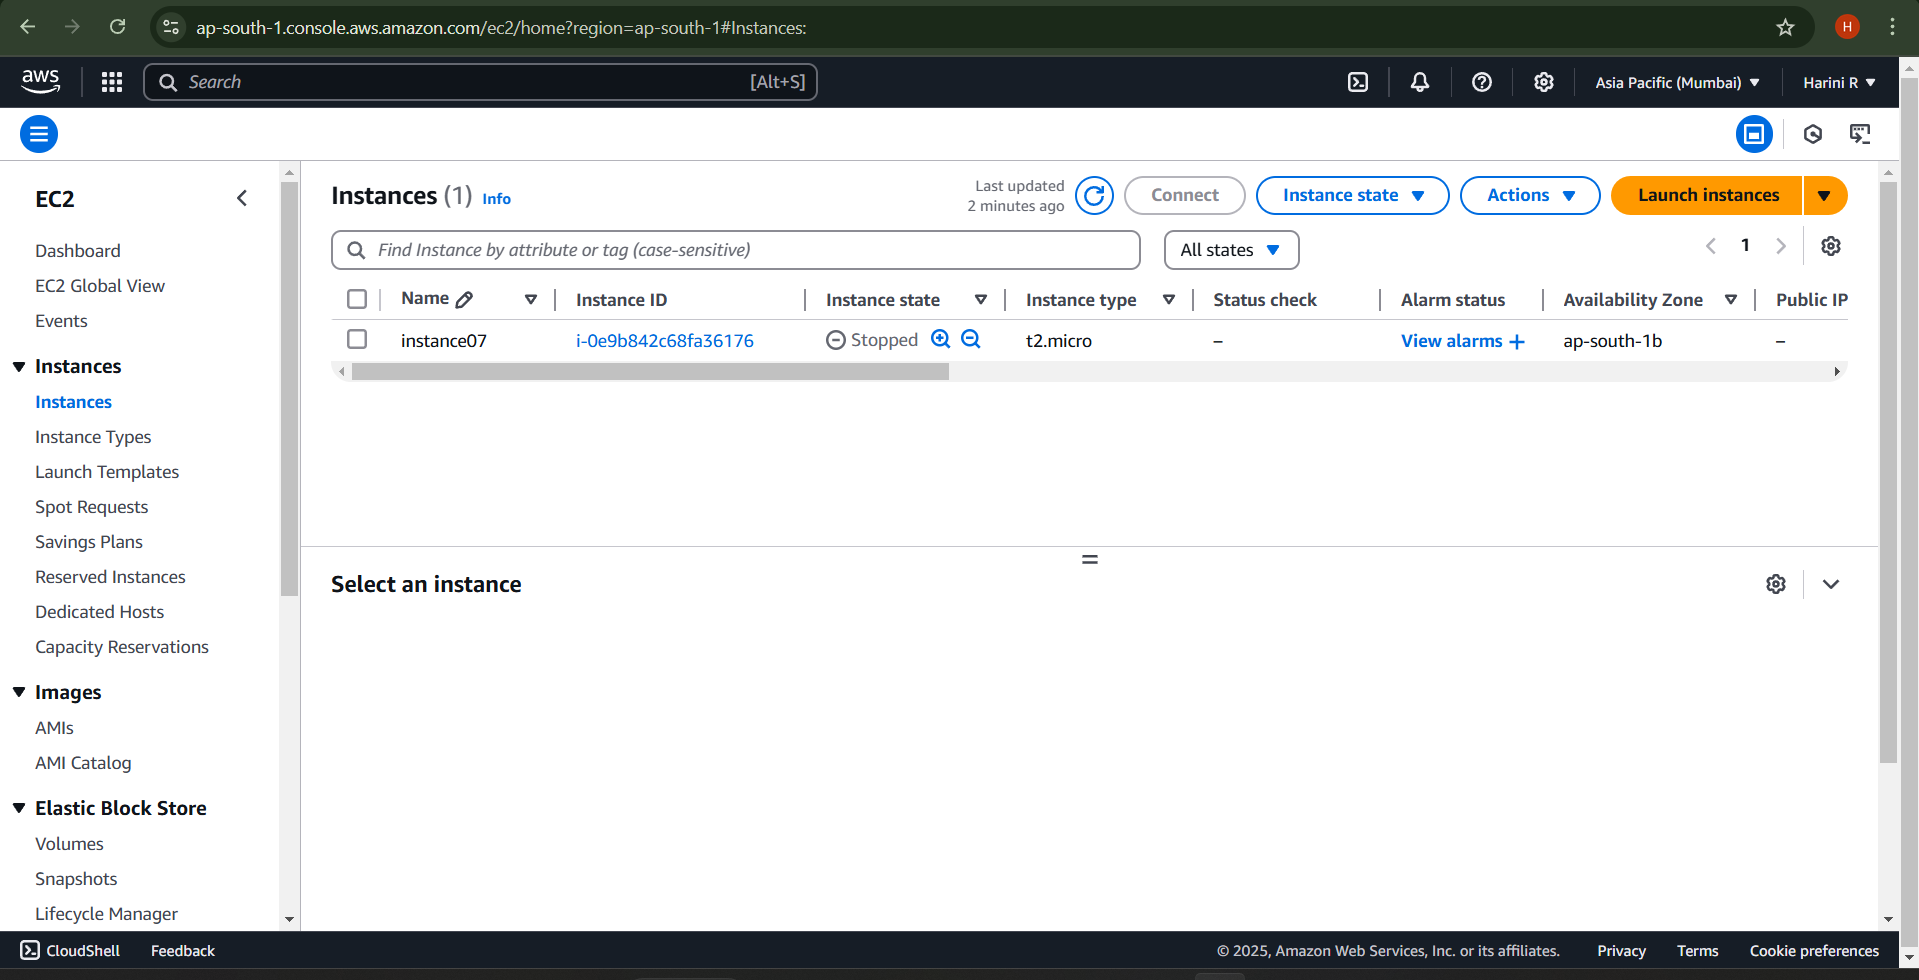 ap-south-1.console.aws.amazon.com/ec2/home?region=ap-south-1#Instances:
H
aws
Search
[Alt+S]
Asia Pacific (Mumbai)
Harini R
EC2
Dashboard
EC2 Global View
Events
Instances
Instances
Instance Types
Launch Templates
Spot Requests
Savings Plans
Reserved Instances
Dedicated Hosts
Capacity Reservations
Images
AMIs
AMI Catalog
Elastic Block Store
Volumes
Snapshots
Lifecycle Manager
Instances (1) Info
Last updated
2 minutes ago
Connect
Instance state
Actions
Launch instances
Find Instance by attribute or tag (case-sensitive)
All states
1
Name Instance ID Instance state Instance type Status check Alarm status Availability Zone Public IP
instance07 i-0e9b842c68fa36176 Stopped t2.micro – View alarms + ap-south-1b –
Select an instance
CloudShell Feedback © 2025, Amazon Web Services, Inc. or its affiliates. Privacy Terms Cookie preferences